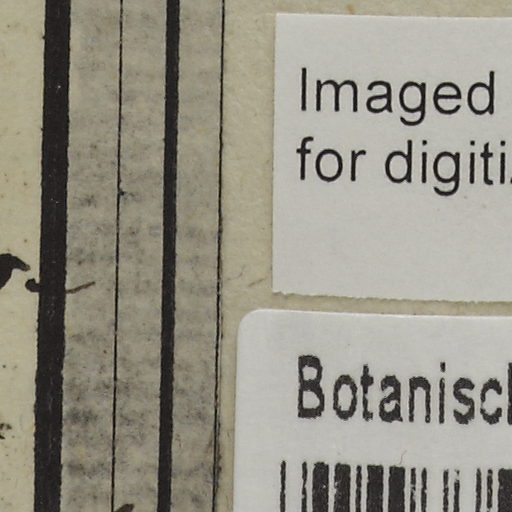 Imaged
for digiti
Botanisc